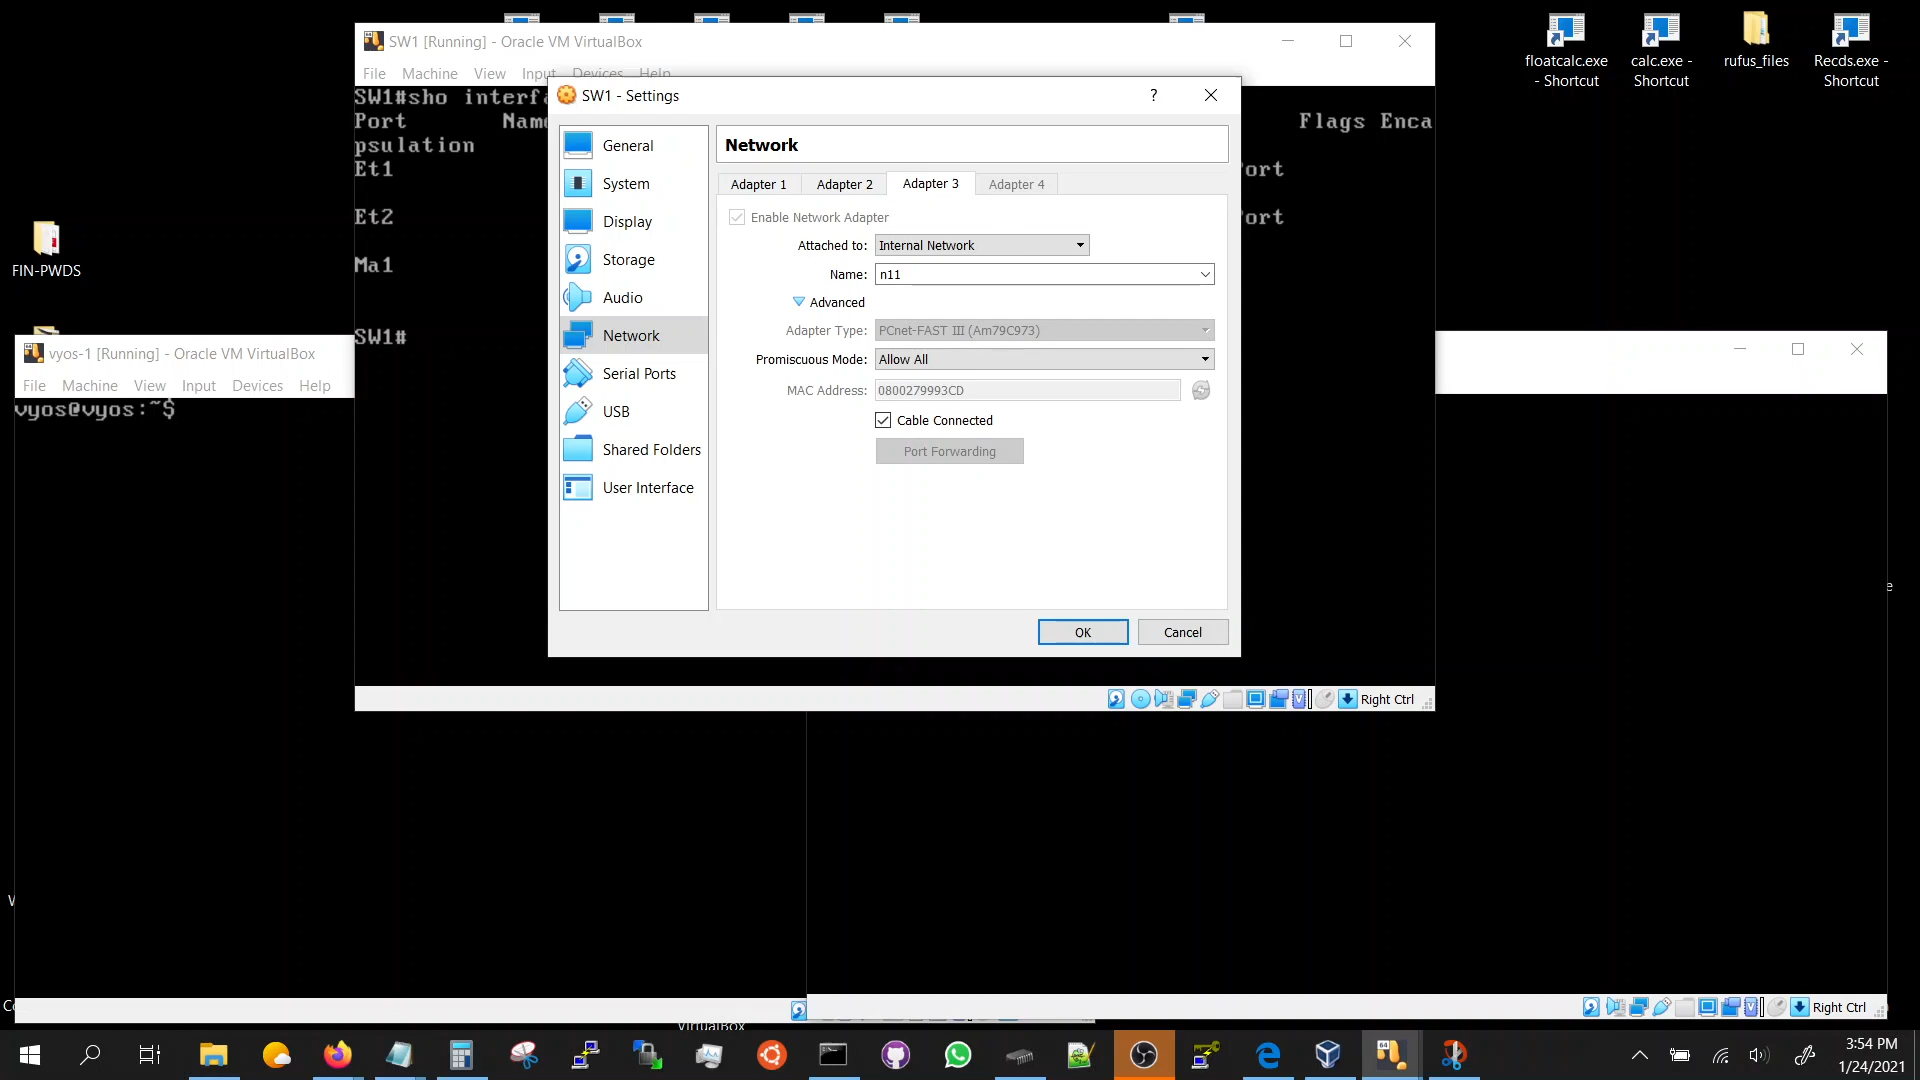 SW1 [Running] - Oracle VM VirtualBox
File Machine View Input Devices Help
SW1#sho interfa
Port Name Flags Enca
psulation
Et1 ort
Et2 ort
Ma1
SW1#
SW1 - Settings
?
General
System
Display
Storage
Audio
Network
Serial Ports
USB
Shared Folders
User Interface
Network
Adapter 1 Adapter 2 Adapter 3 Adapter 4
Enable Network Adapter
Attached to: Internal Network
Name: n11
Advanced
Adapter Type: PCnet-FAST III (Am79C973)
Promiscuous Mode: Allow All
MAC Address: 0800279993CD
Cable Connected
Port Forwarding
OK Cancel
Right Ctrl
floatcalc.exe
- Shortcut
calc.exe -
Shortcut
rufus_files
Recds.exe -
Shortcut
FIN-PWDS
vyos-1 [Running] - Oracle VM VirtualBox
File Machine View Input Devices Help
vyos@vyos:~$
e
Right Ctrl
VirtualBox
3:54 PM
1/24/2021